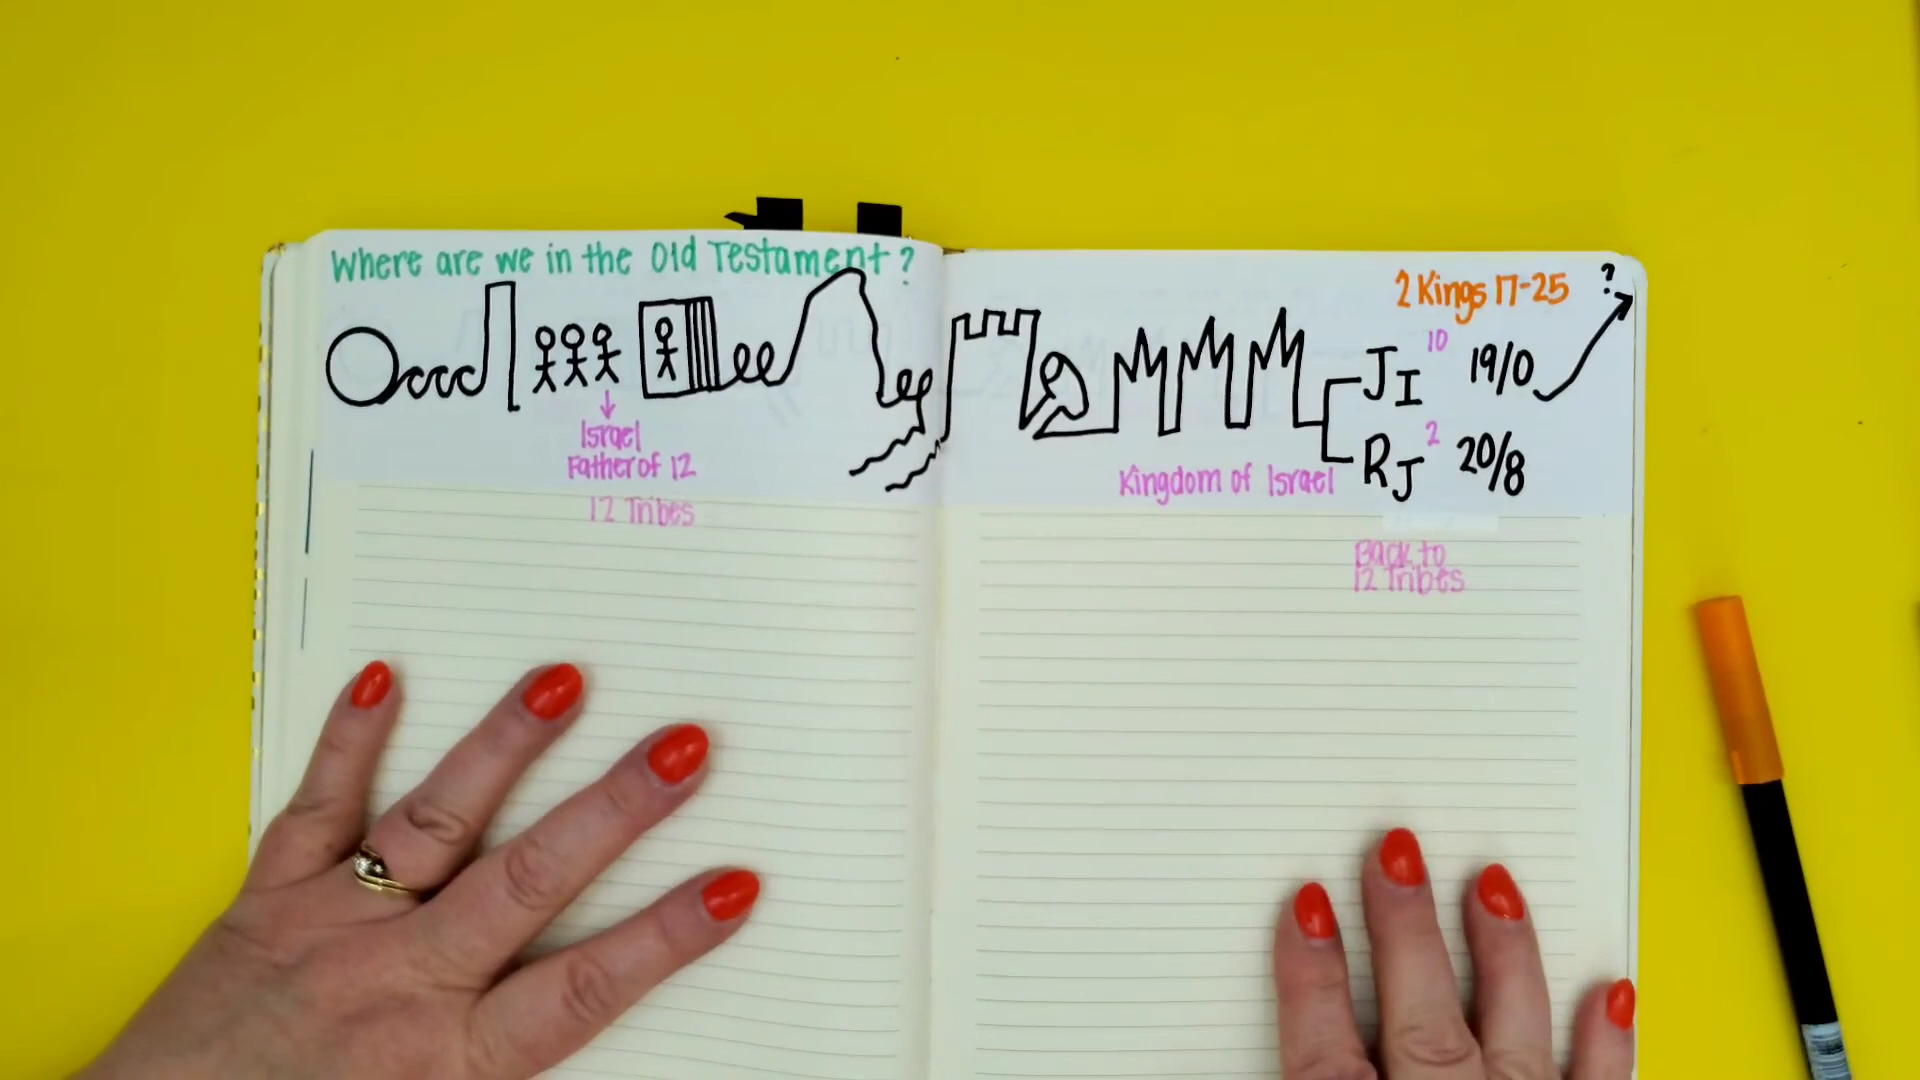 Where are we in the Old Testament?
Israel
Father of 12
12 Tribes
2 Kings 17-25
?
JI 10 19/0
RJ 2 20/8
Kingdom of Israel
Back to
12 Tribes